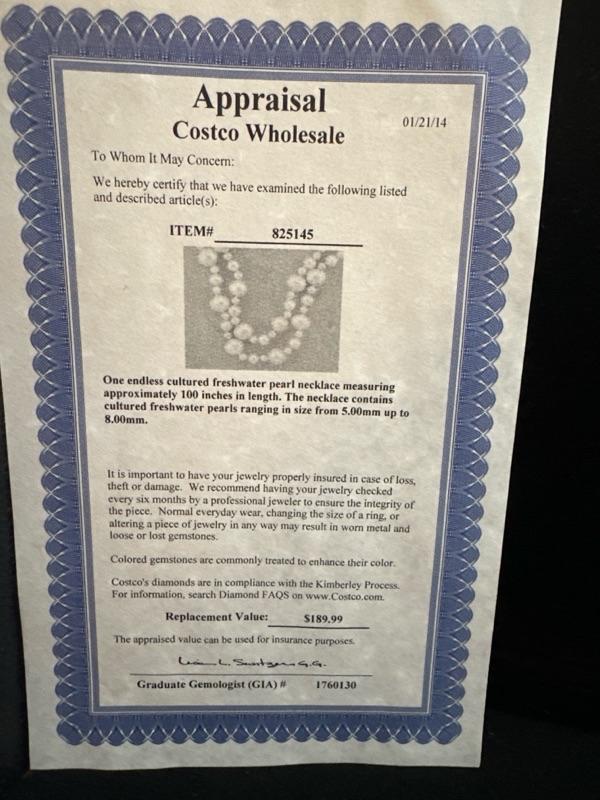 Appraisal
Costco Wholesale
01/21/14
To Whom It May Concern:
We hereby certify that we have examined the following listed
and described article(s):
ITEM# 825145
One endless cultured freshwater pearl necklace measuring
approximately 100 inches in length. The necklace contains
cultured freshwater pearls ranging in size from 5.00mm up to
8.00mm.
It is important to have your jewelry properly insured in case of loss,
theft or damage. We recommend having your jewelry checked
every six months by a professional jeweler to ensure the integrity of
the piece. Normal everyday wear, changing the size of a ring, or
altering a piece of jewelry in any way may result in worn metal and
loose or lost gemstones.
Colored gemstones are commonly treated to enhance their color.
Costco's diamonds are in compliance with the Kimberley Process.
For information, search Diamond FAQS on www.Costco.com.
Replacement Value: $189.99
The appraised value can be used for insurance purposes.
L. G.G.
Graduate Gemologist (GIA) # 1760130